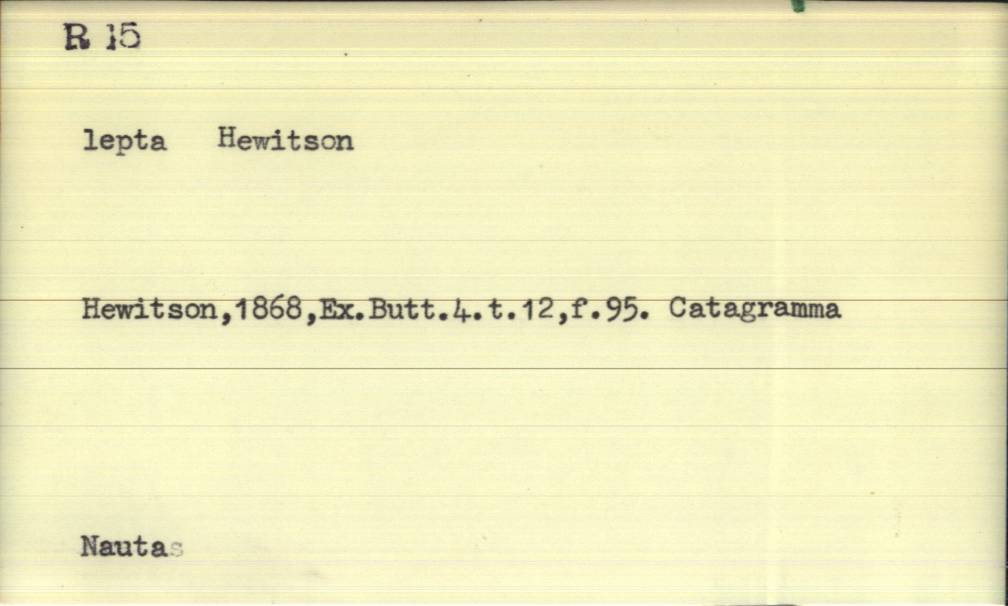 R 15
lepta Hewitson
Hewitson,1868,Ex.Butt.4.t.12,f.95. Catagramma
Nautas